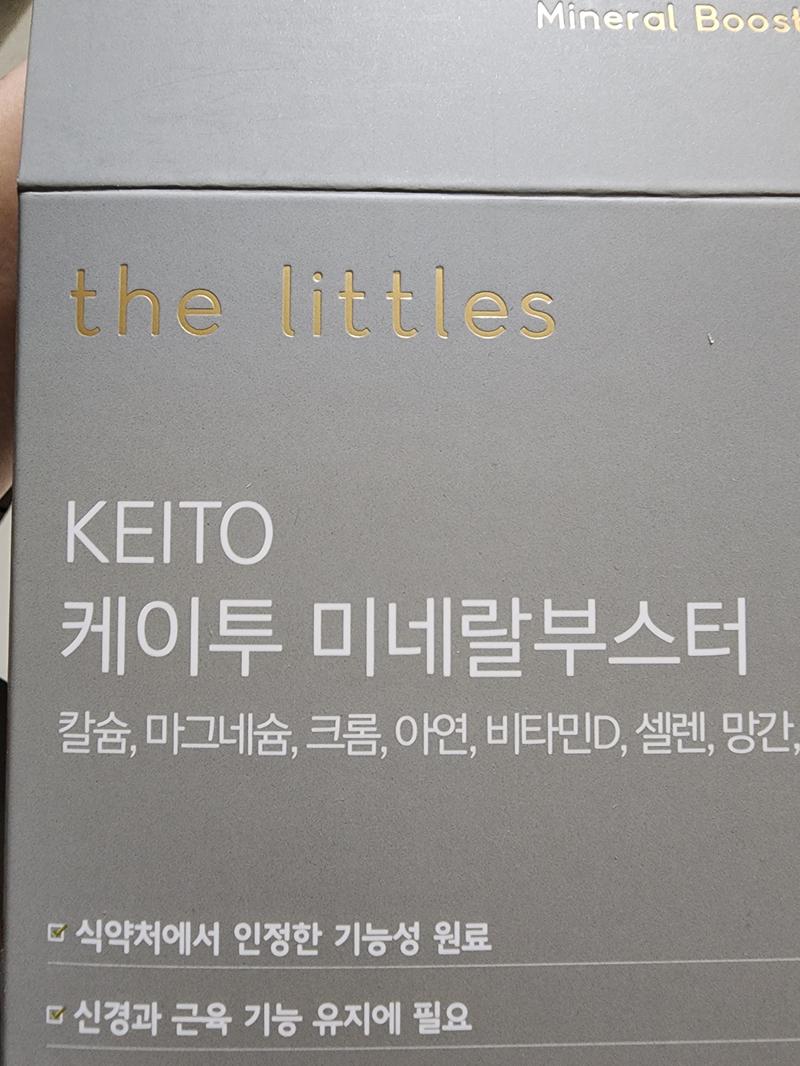 Mineral Boost
the littles
KEITO
케이투 미네랄부스터
칼슘, 마그네슘, 크롬, 아연, 비타민D, 셀렌, 망간,
식약처에서 인정한 기능성 원료
신경과 근육 기능 유지에 필요